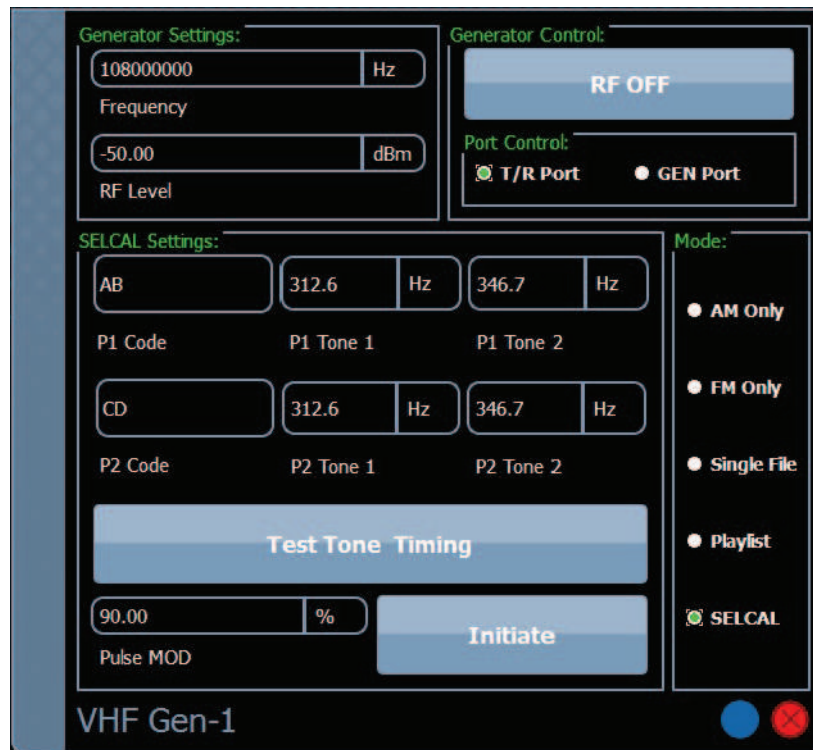 Generator Settings:
108000000 Hz
Frequency
-50.00 dBm
RF Level
Generator Control:
RF OFF
Port Control:
T/R Port GEN Port
SELCAL Settings:
AB 312.6 Hz 346.7 Hz
P1 Code P1 Tone 1 P1 Tone 2
CD 312.6 Hz 346.7 Hz
P2 Code P2 Tone 1 P2 Tone 2
Test Tone Timing
90.00 %
Pulse MOD
Initiate
Mode:
AM Only
FM Only
Single File
Playlist
SELCAL
VHF Gen-1